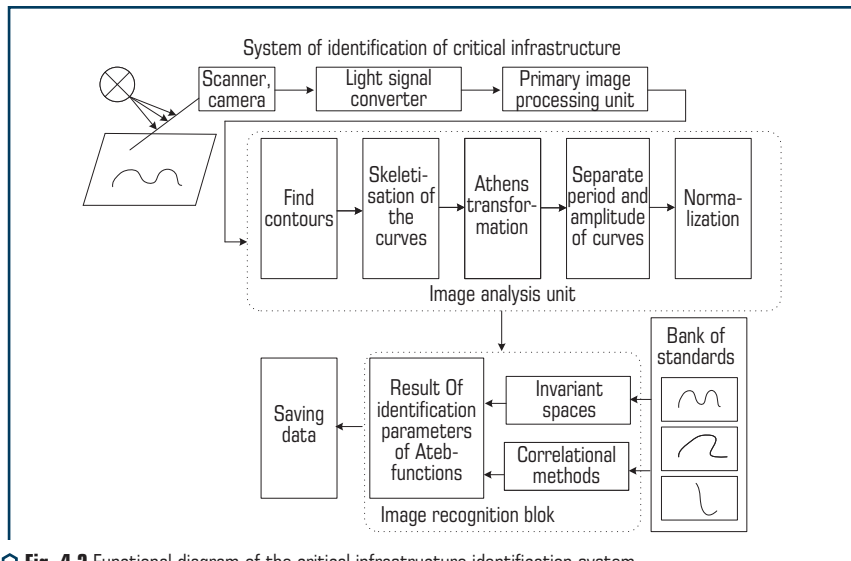 System of identification of critical infrastructure
Scanner,
camera
Light signal
converter
Primary image
processing unit
Find
contours
Skeleti-
sation of
the
curves
Athens
transfor-
mation
Separate
period and
amplitude
of curves
Norma-
lization
Image analysis unit
Bank of
standards
Saving
data
Result Of
identification
parameters
of Ateb-
functions
Invariant
spaces
Correlational
methods
Image recognition blok
Fig. 4.2 Functional diagram of the critical infrastructure identification system